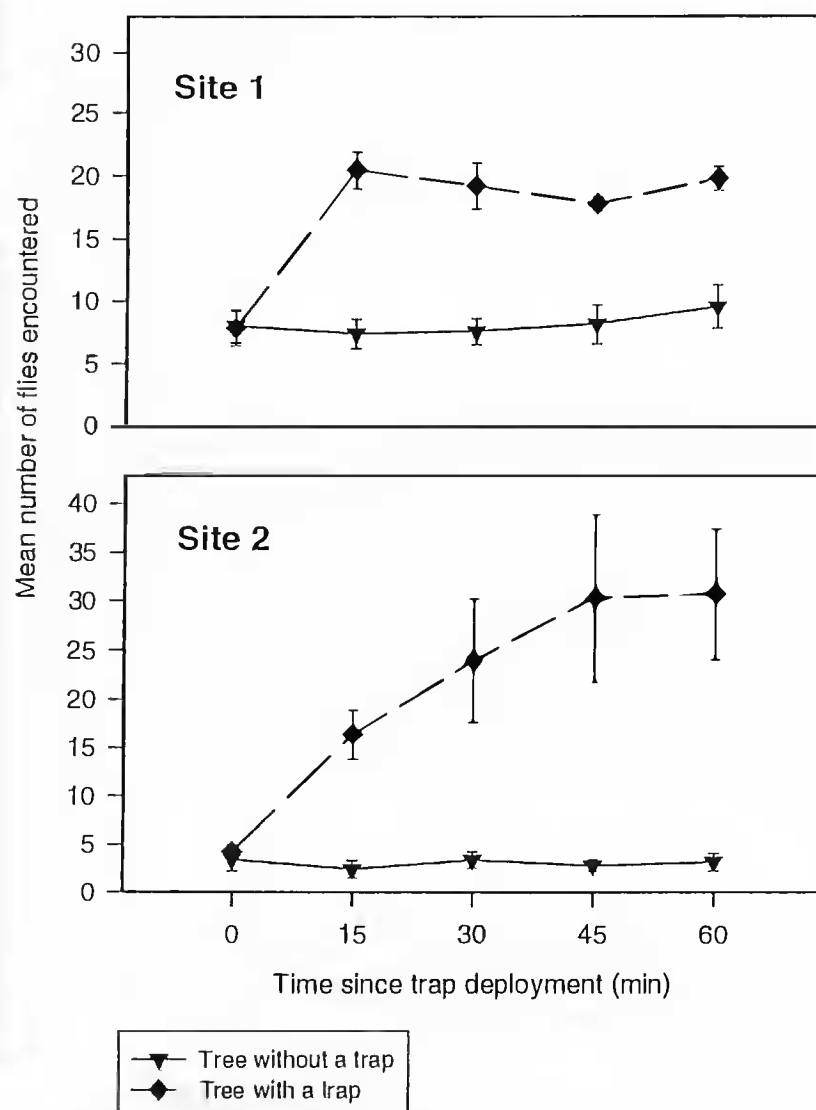 Mean number of flies encountered
Site 1
30
25
20
15
10
5
0
Site 2
40
35
30
25
20
15
10
5
0
0 15 30 45 60
Time since trap deployment (min)
Tree without a trap
Tree with a trap